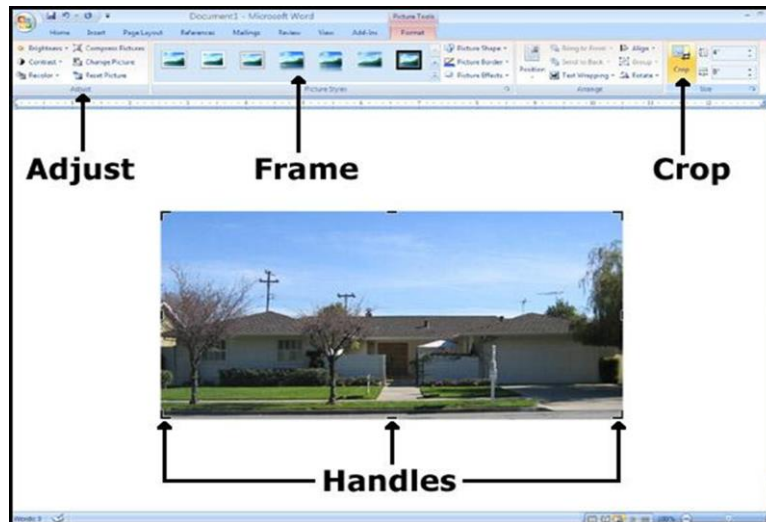 Document1 - Microsoft Word
Picture Tools
Home Insert Page Layout References Mailings Review View Add-Ins Format
Brightness Compress Pictures
Contrast Change Picture
Recolor Reset Picture
Picture Shape
Picture Border
Picture Effects
Position
Bring to Front
Send to Back
Text Wrapping
Align
Group
Rotate
Crop
Adjust
Picture Styles
Arrange
Size
Adjust
Frame
Crop
Handles
Words: 3